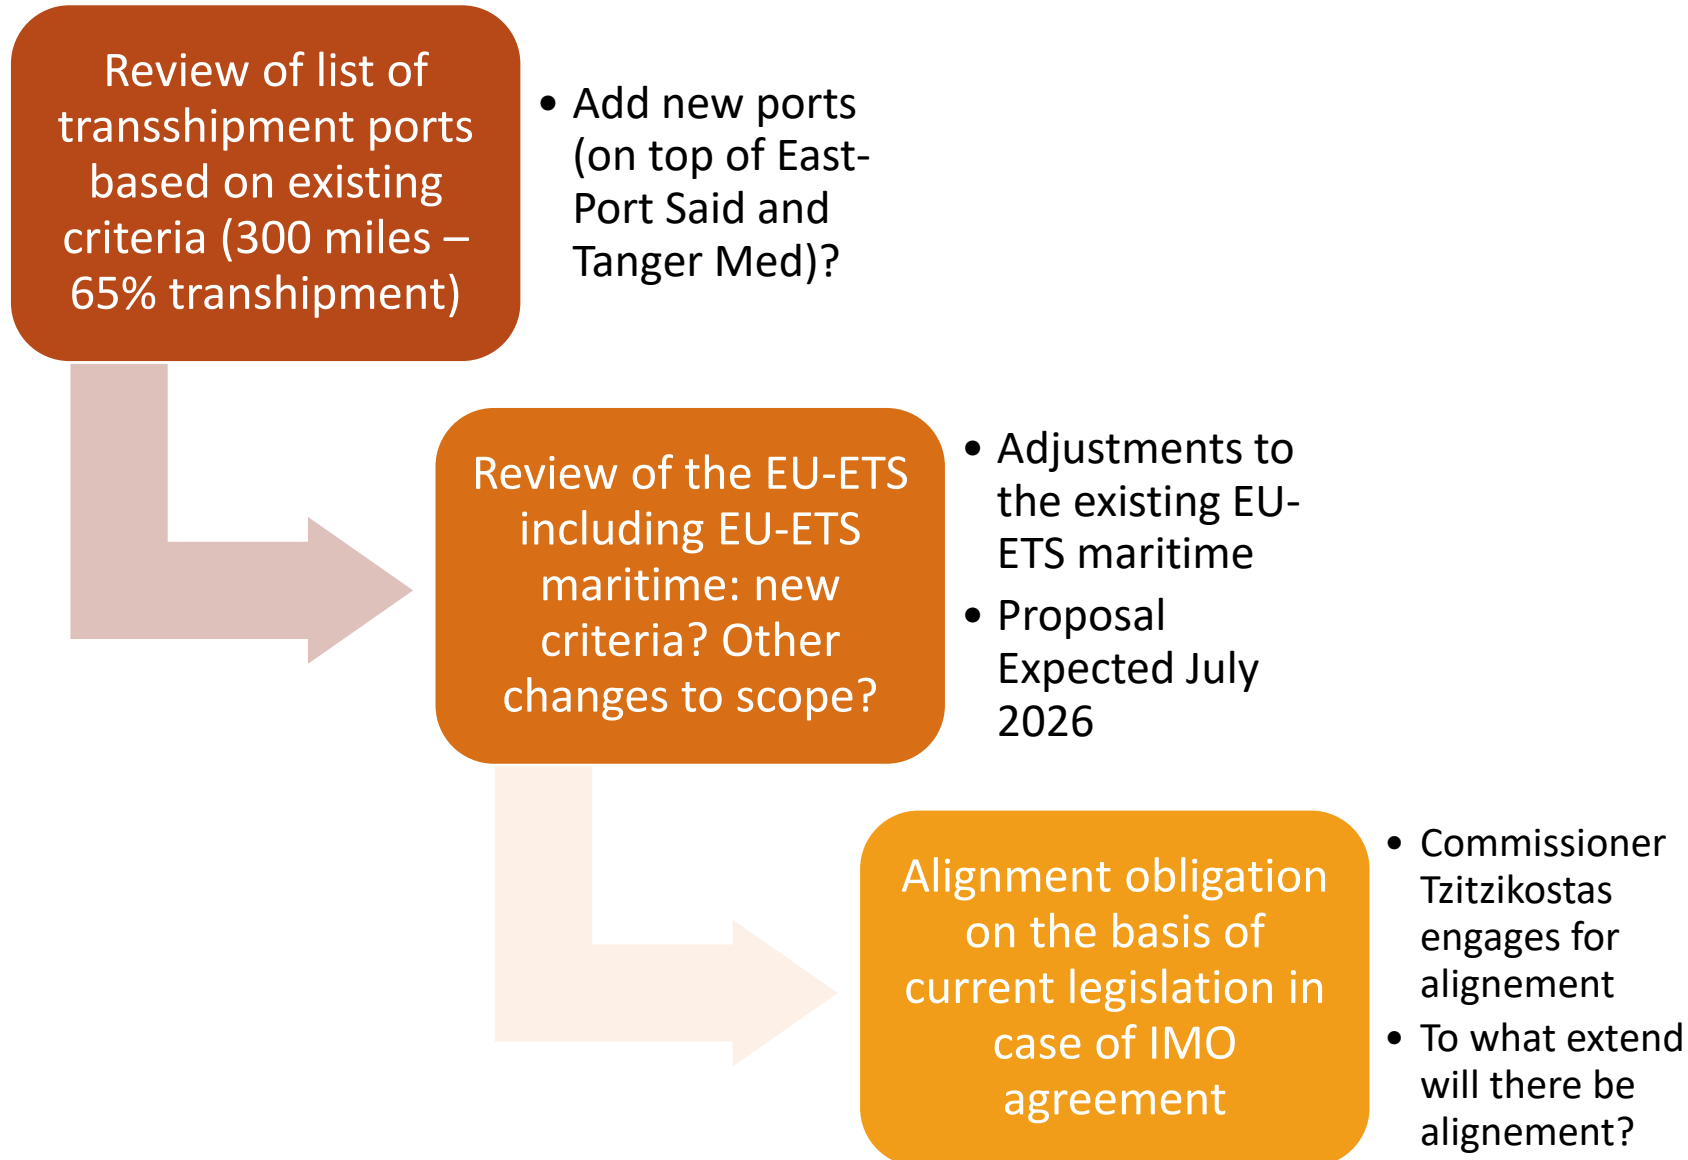 Review of list of
transshipment ports
based on existing
criteria (300 miles –
65% transhipment)
• Add new ports
(on top of East-
Port Said and
Tanger Med)?
Review of the EU-ETS
including EU-ETS
maritime: new
criteria? Other
changes to scope?
• Adjustments to
the existing EU-
ETS maritime
• Proposal
Expected July
2026
Alignment obligation
on the basis of
current legislation in
case of IMO
agreement
• Commissioner
Tzitzikostas
engages for
alignement
• To what extend
will there be
alignement?